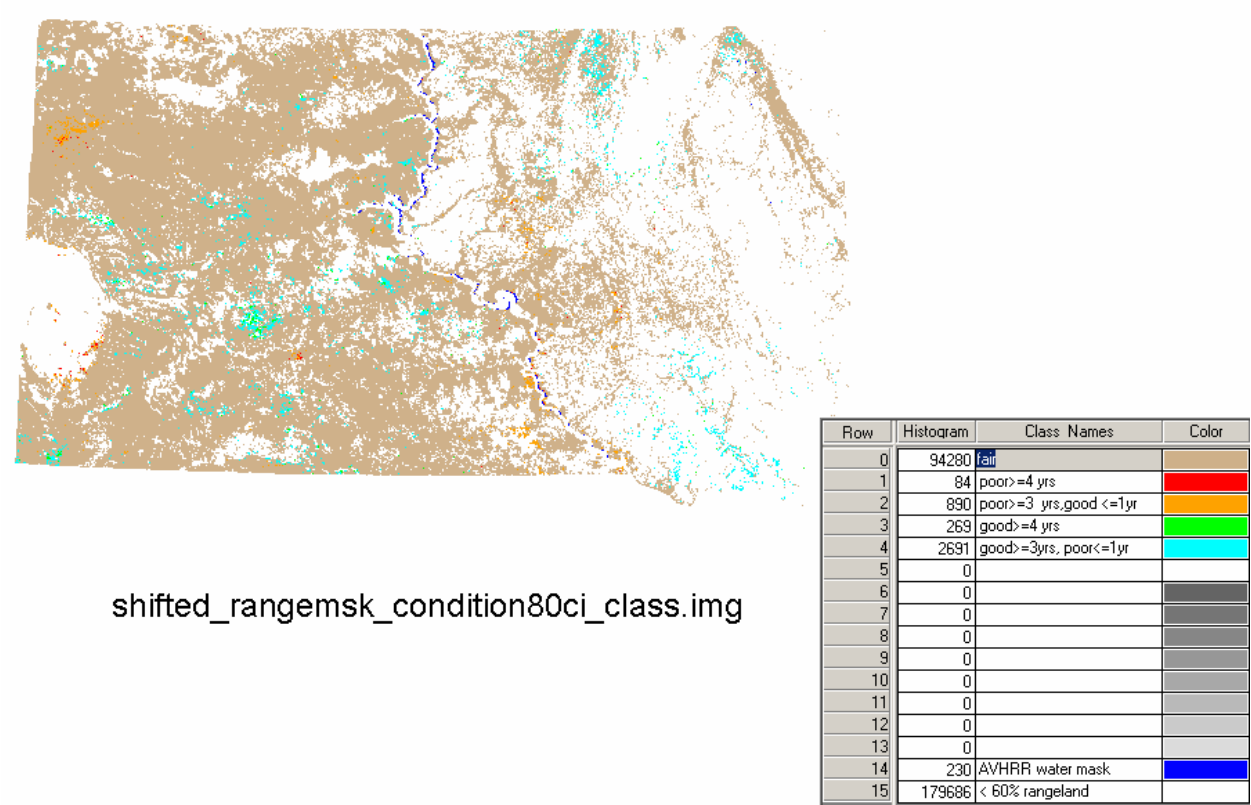 Row Histogram Class Names Color
0 94280 fair
1 84 poor>=4 yrs
2 890 poor>=3 yrs,good <=1yr
3 269 good>=4 yrs
4 2691 good>=3yrs, poor<=1yr
5 0
6 0
shifted_rangemsk_condition80ci_class.img
7 0
8 0
9 0
10 0
11 0
12 0
13 0
14 230 AVHRR water mask
15 179686 < 60% rangeland